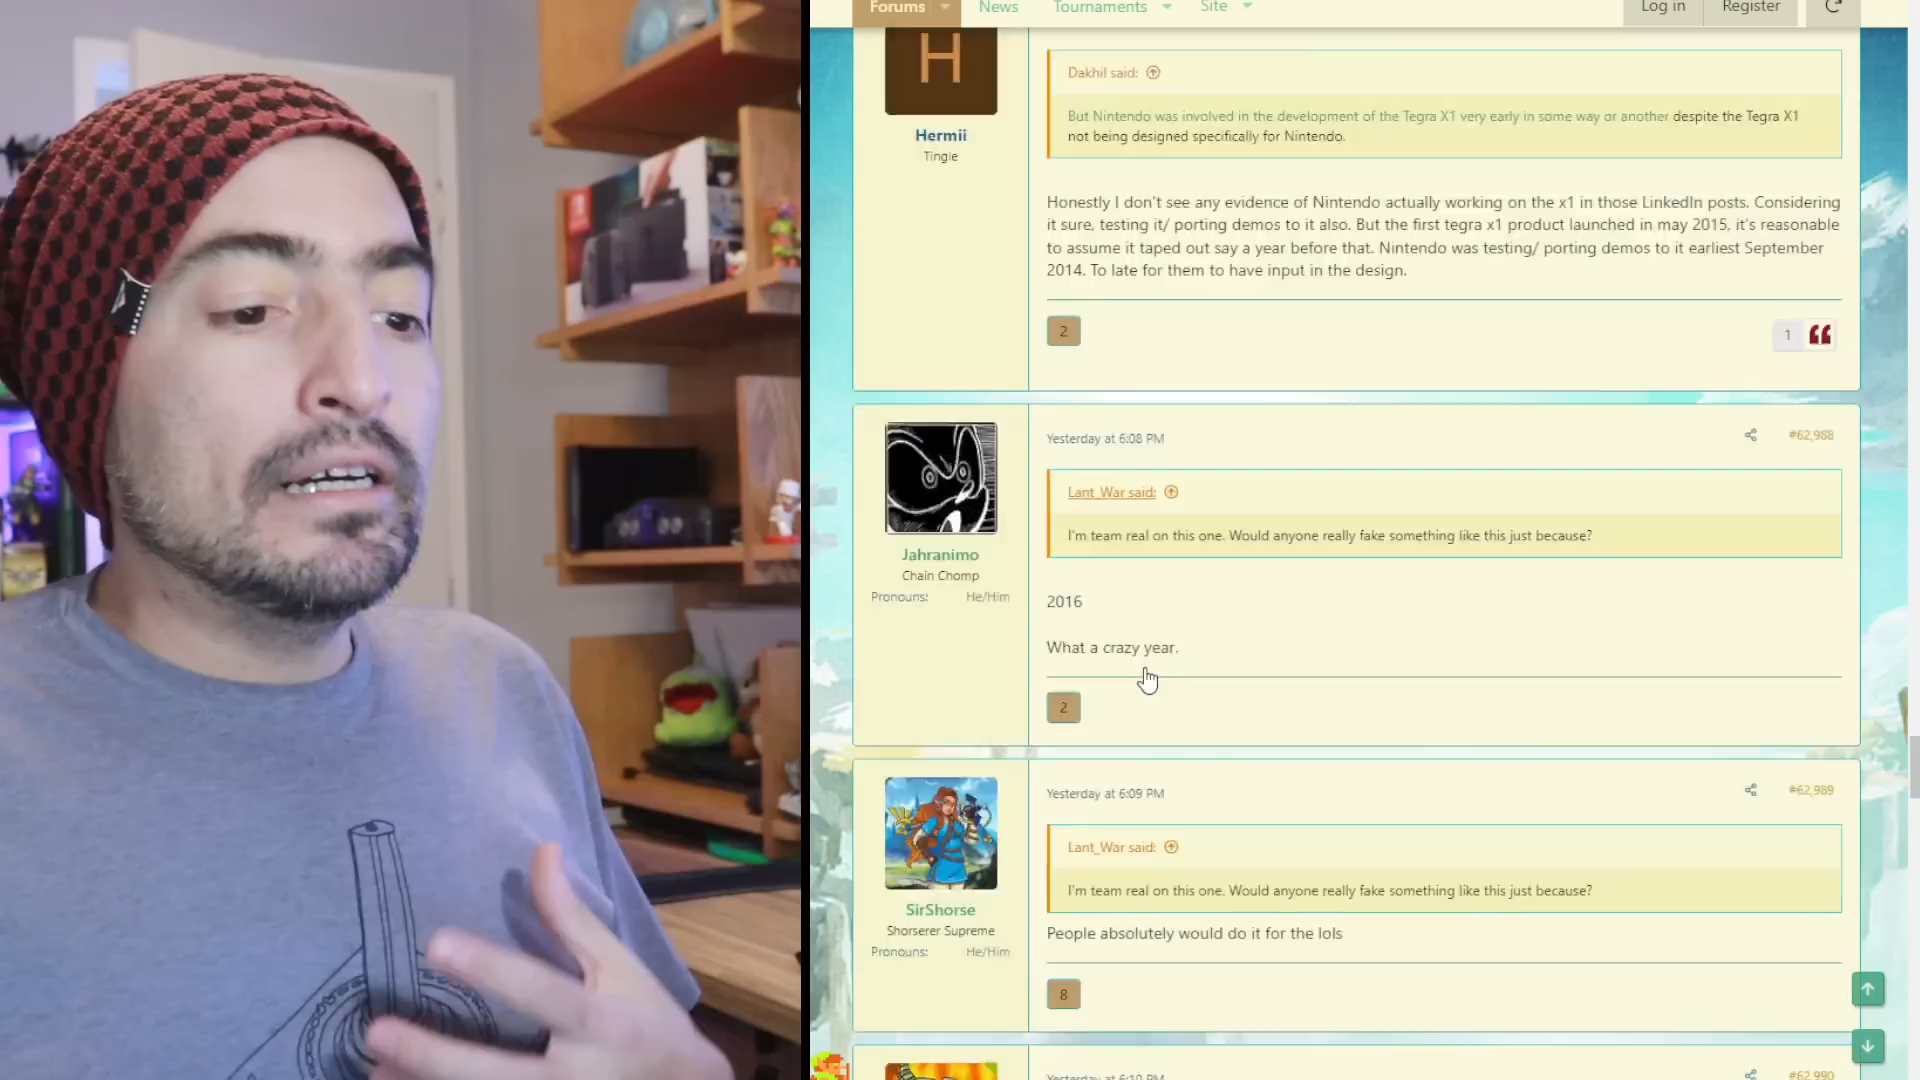 Forums
News
Tournaments
Site
Log in
Register
H
Hermii
Tingle
Dakhil said:
But Nintendo was involved in the development of the Tegra X1 very early in some way or another despite the Tegra X1
not being designed specifically for Nintendo.
Honestly I don't see any evidence of Nintendo actually working on the x1 in those LinkedIn posts. Considering
it sure, testing it/ porting demos to it also. But the first tegra x1 product launched in may 2015, it's reasonable
to assume it taped out say a year before that. Nintendo was testing/ porting demos to it earliest September
2014. To late for them to have input in the design.
2
1
Jahranimo
Chain Chomp
Pronouns: He/Him
Yesterday at 6:08 PM
#62,988
Lant_War said:
I'm team real on this one. Would anyone really fake something like this just because?
2016
What a crazy year.
2
SirShorse
Shorserer Supreme
Pronouns: He/Him
Yesterday at 6:09 PM
#62,989
Lant_War said:
I'm team real on this one. Would anyone really fake something like this just because?
People absolutely would do it for the lols
8
Yesterday at 6:10 PM
#62,990